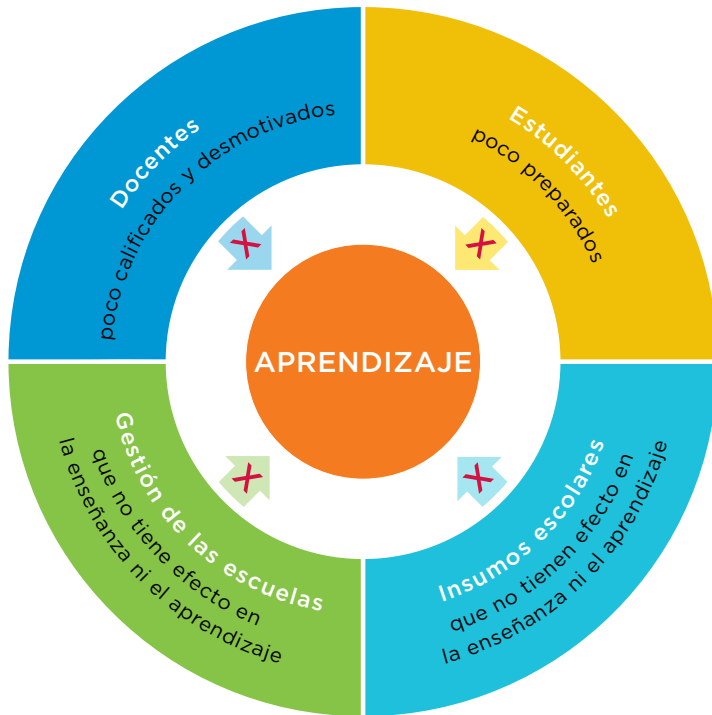 Docentes
poco calificados y desmotivados
Estudiantes
poco preparados
APRENDIZAJE
Gestión de las escuelas
que no tiene efecto en
la enseñanza ni el aprendizaje
Insumos escolares
que no tienen efecto en
la enseñanza ni el aprendizaje